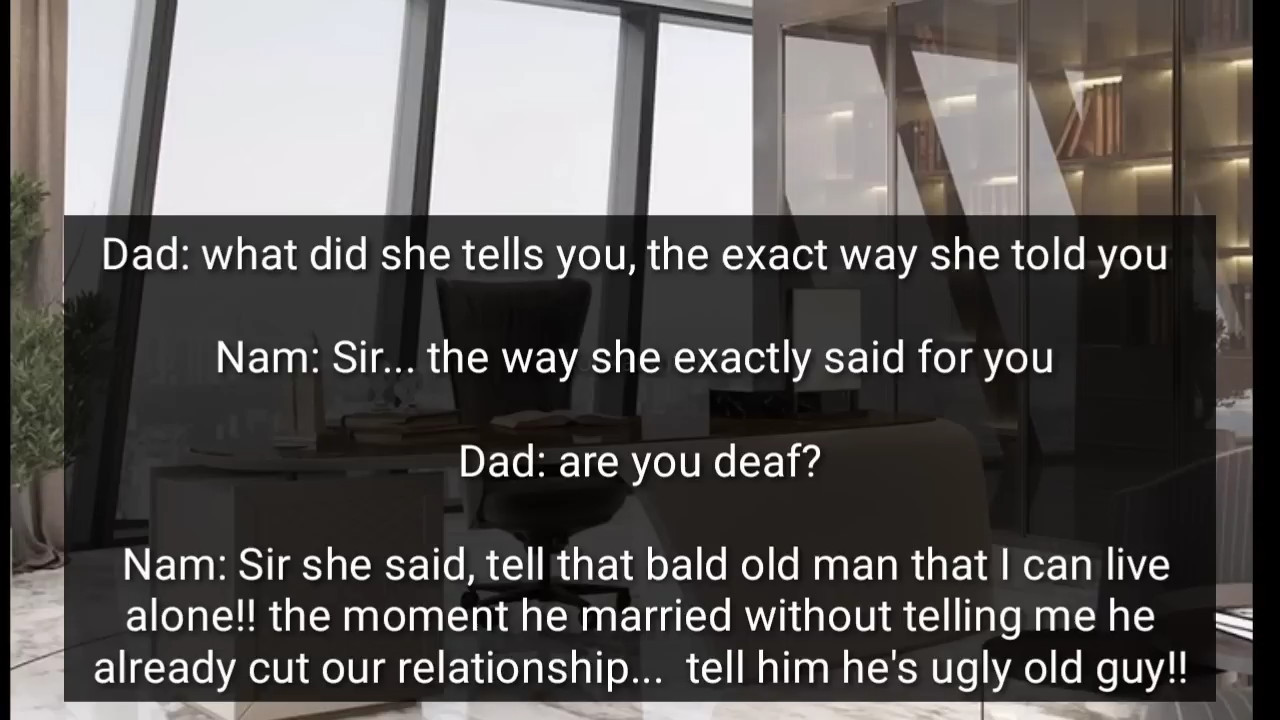 Dad: what did she tells you, the exact way she told you
Nam: Sir... the way she exactly said for you
Dad: are you deaf?
Nam: Sir she said, tell that bald old man that I can live
alone!! the moment he married without telling me he
already cut our relationship... tell him he's ugly old guy!!